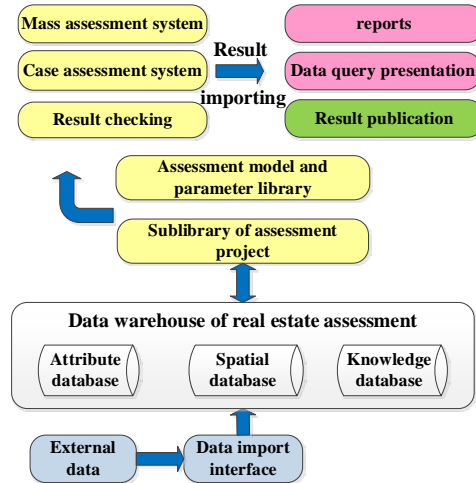 Mass assessment system
Case assessment system
Result checking
Result
importing
reports
Data query presentation
Result publication
Assessment model and
parameter library
Sublibrary of assessment
project
Data warehouse of real estate assessment
Attribute
database
Spatial
database
Knowledge
database
External
data
Data import
interface